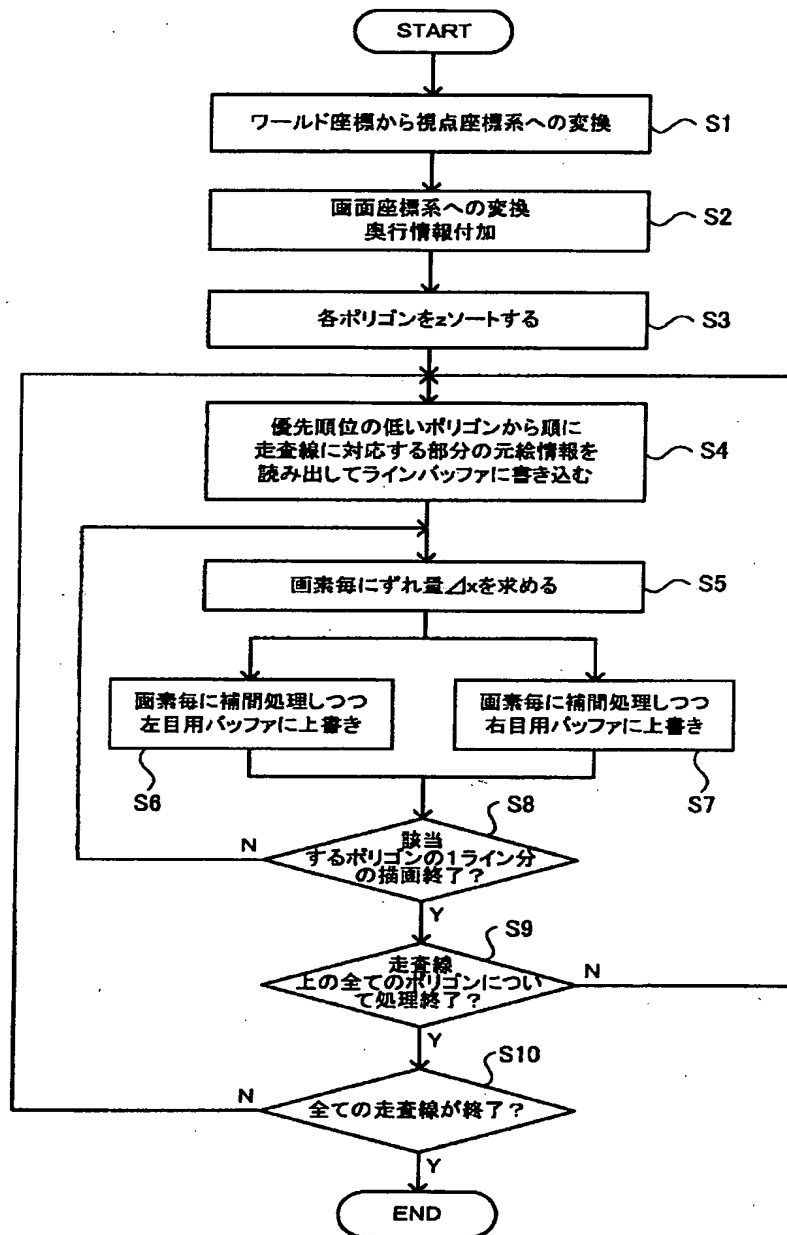 START
ワールド座標から視点座標系への変換
S1
画面座標系への変換
奥行情報付加
S2
各ポリゴンをzソートする
S3
優先順位の低いポリゴンから順に
走査線に対応する部分の元絵情報を
読み出してラインバッファに書き込む
S4
画素毎にずれ量⊿xを求める
S5
画素毎に補間処理しつつ
左目用バッファに上書き
S6
画素毎に補間処理しつつ
右目用バッファに上書き
S7
S8
該当
するポリゴンの1ライン分
の描画終了?
N
Y
S9
走査線
上の全てのポリゴンについ
て処理終了?
N
Y
S10
全ての走査線が終了?
N
Y
END